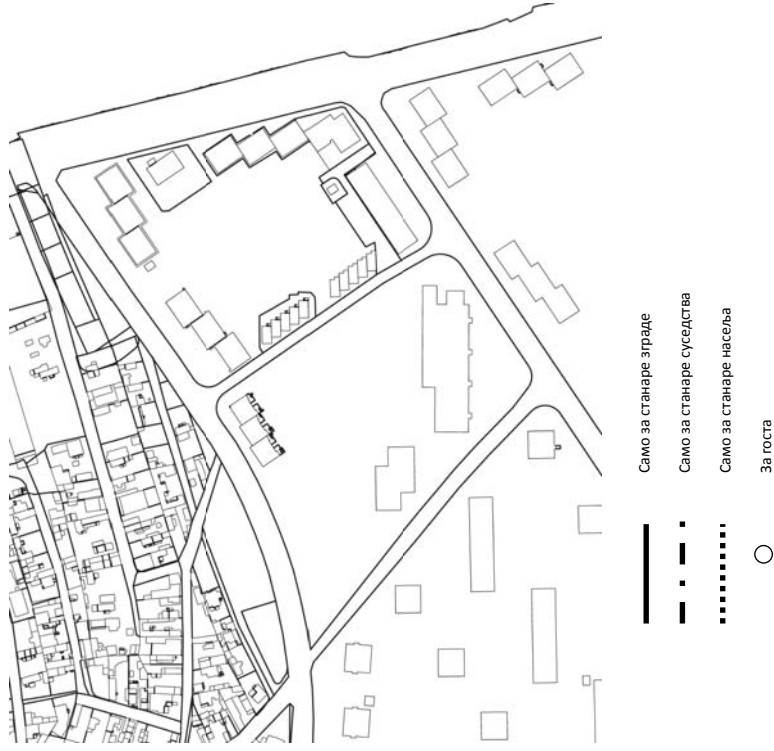 Само за станаре зграде
Само за станаре суседства
Само за станаре насеља
За госта